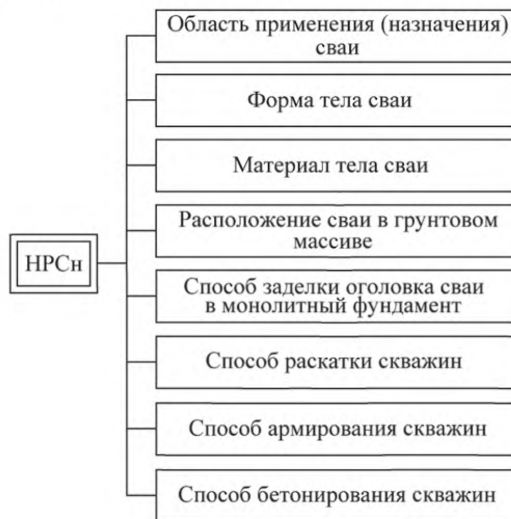 Область применения (назначения)
сваи
Форма тела сваи
Материал тела сваи
Расположение сваи в грунтовом
массиве
НРСн
Способ заделки оголовка сваи
в монолитный фундамент
Способ раскатки скважин
Способ армирования скважин
Способ бетонирования скважин